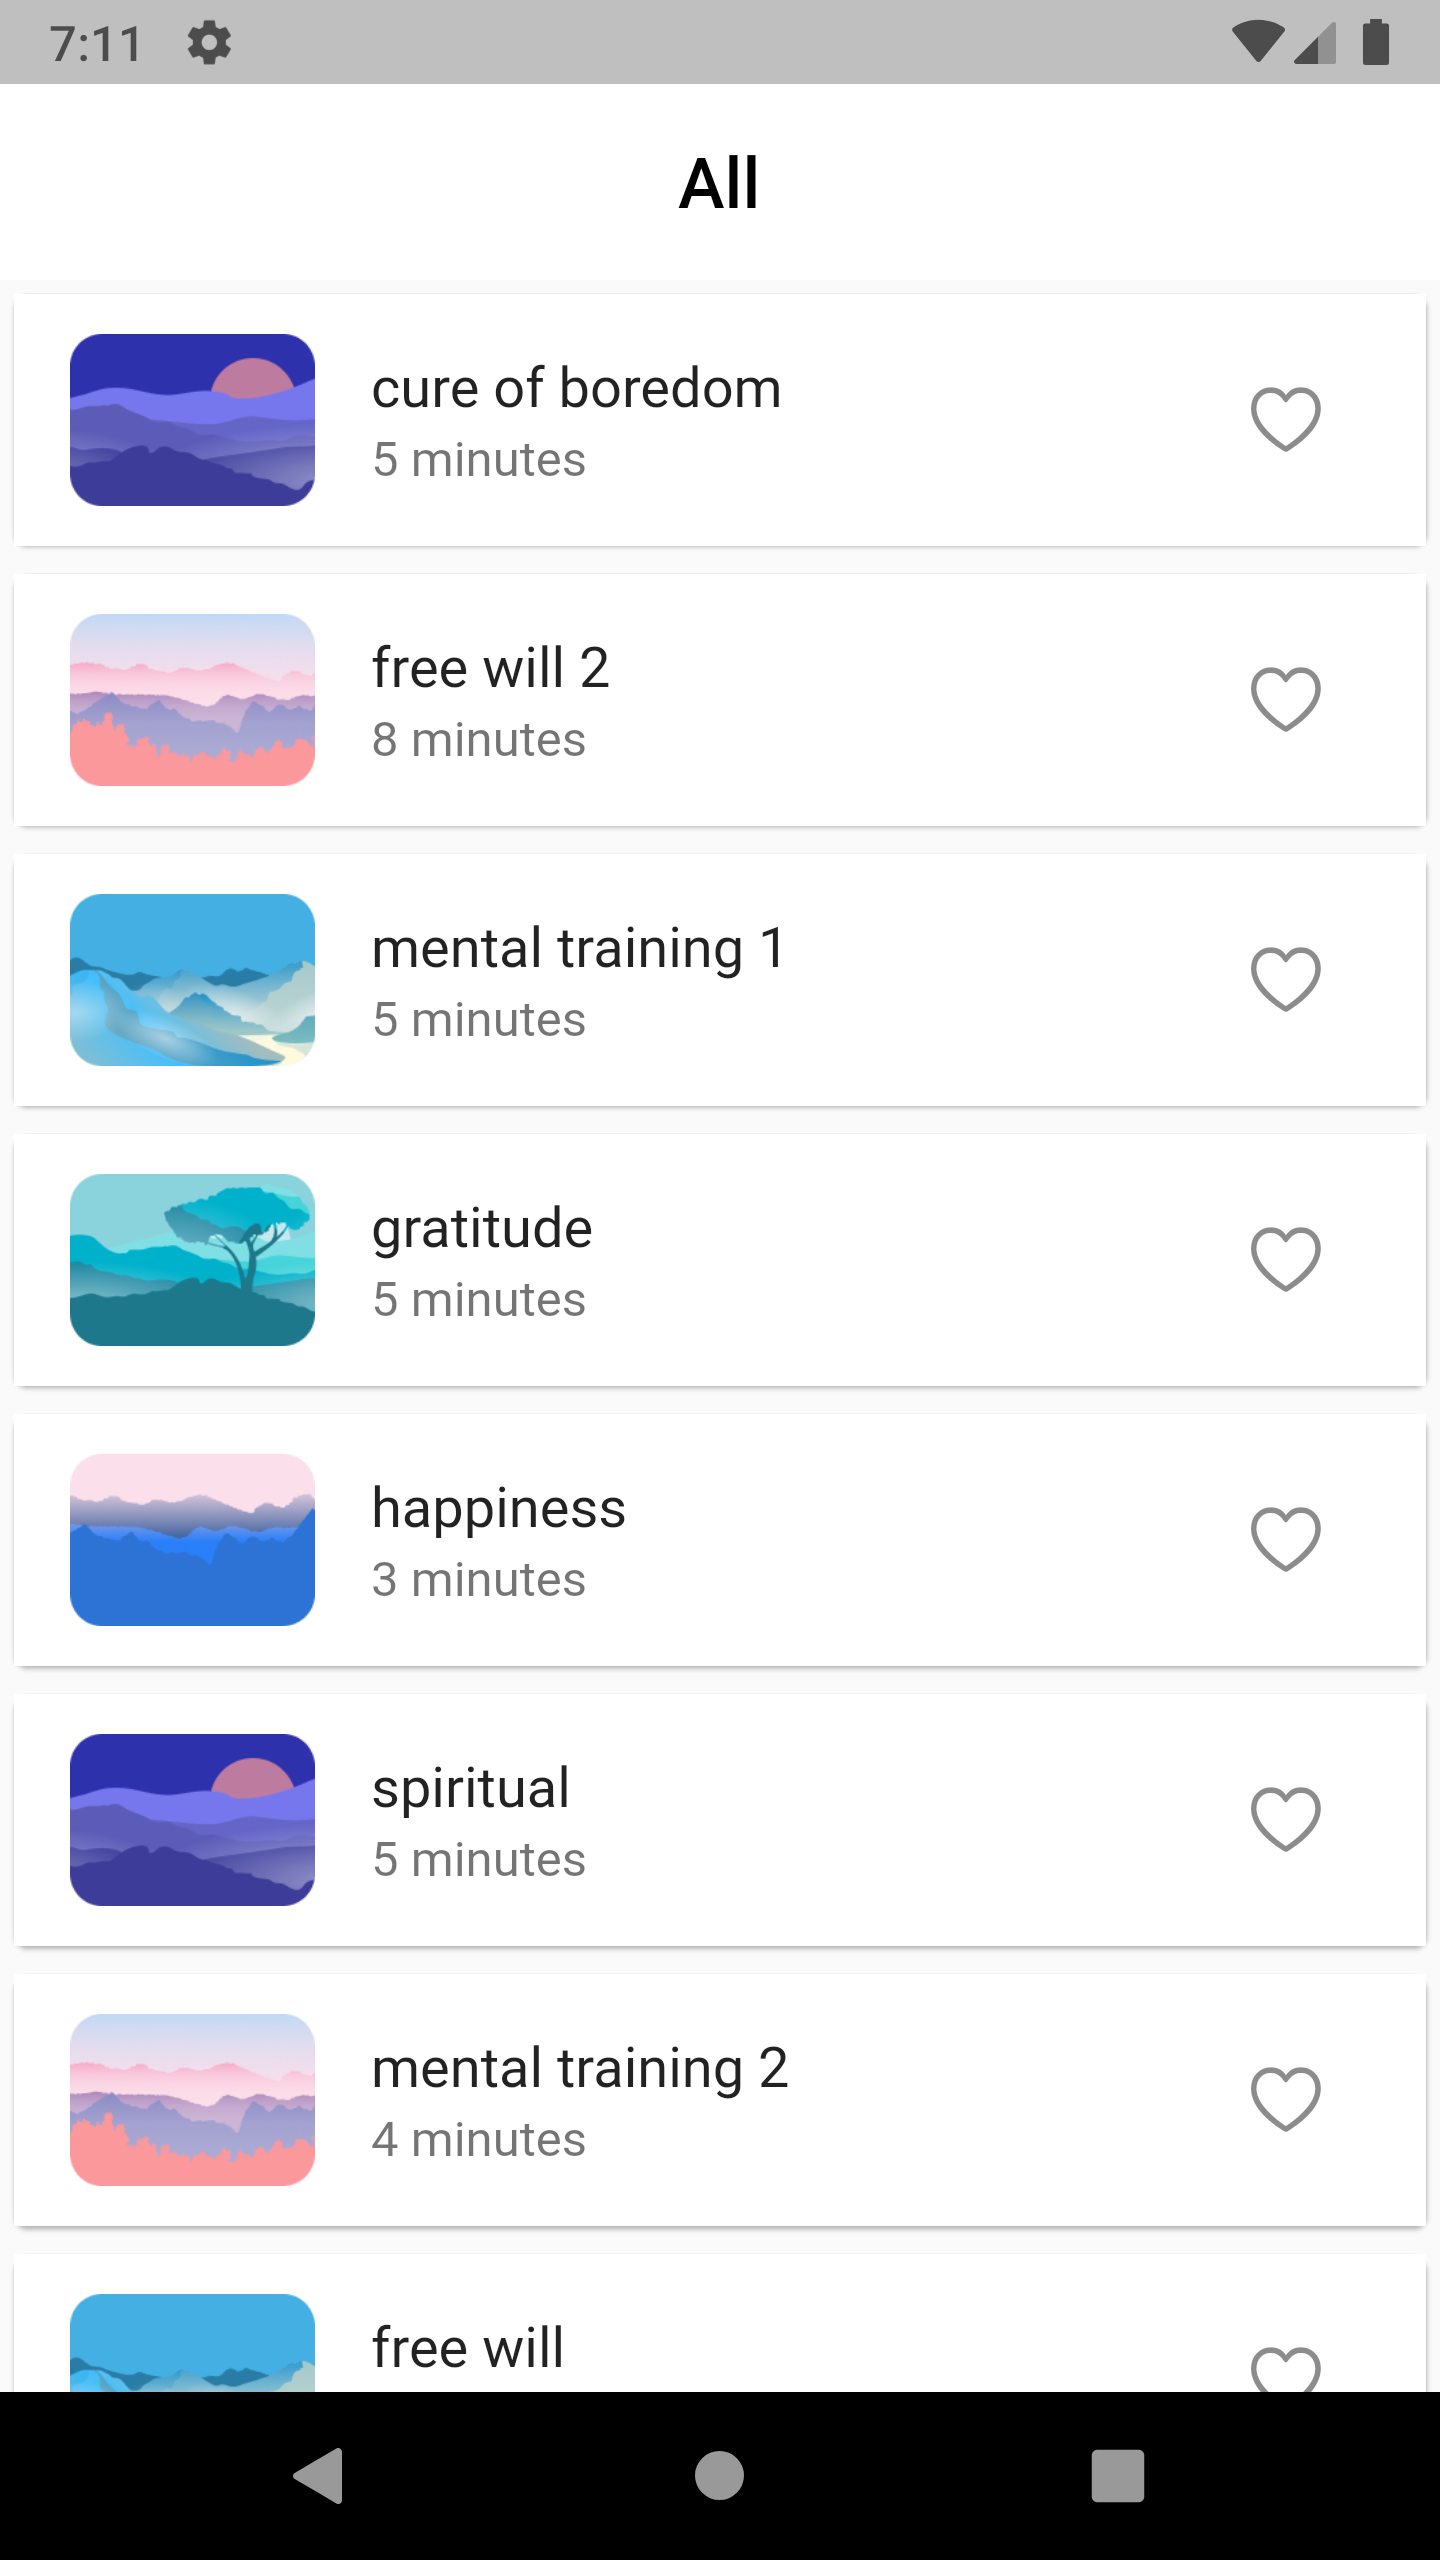 7:11
All
cure of boredom
5 minutes
free will 2
8 minutes
mental training 1
5 minutes
gratitude
5 minutes
happiness
3 minutes
spiritual
5 minutes
mental training 2
4 minutes
free will